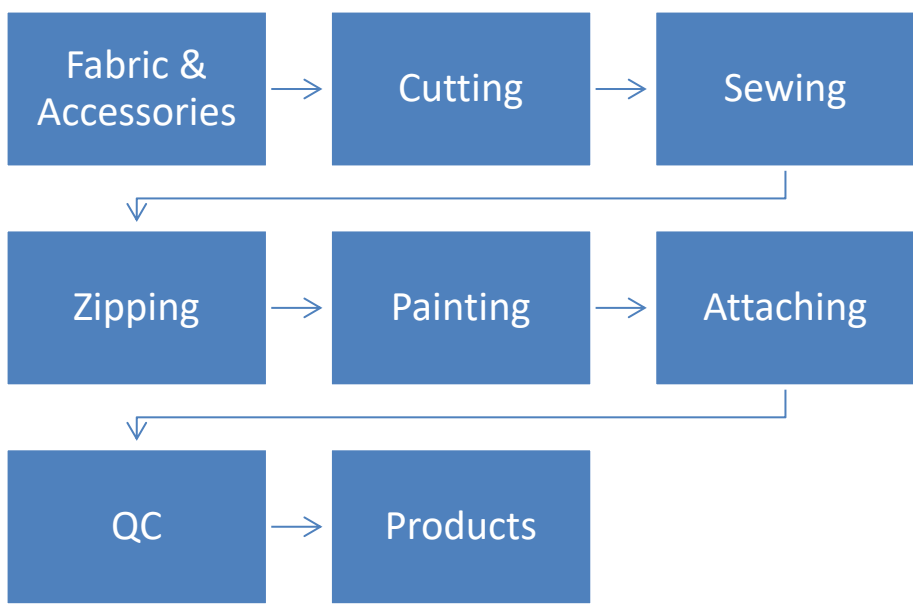 Fabric &
Accessories
Cutting
Sewing
Zipping
Painting
Attaching
QC
Products